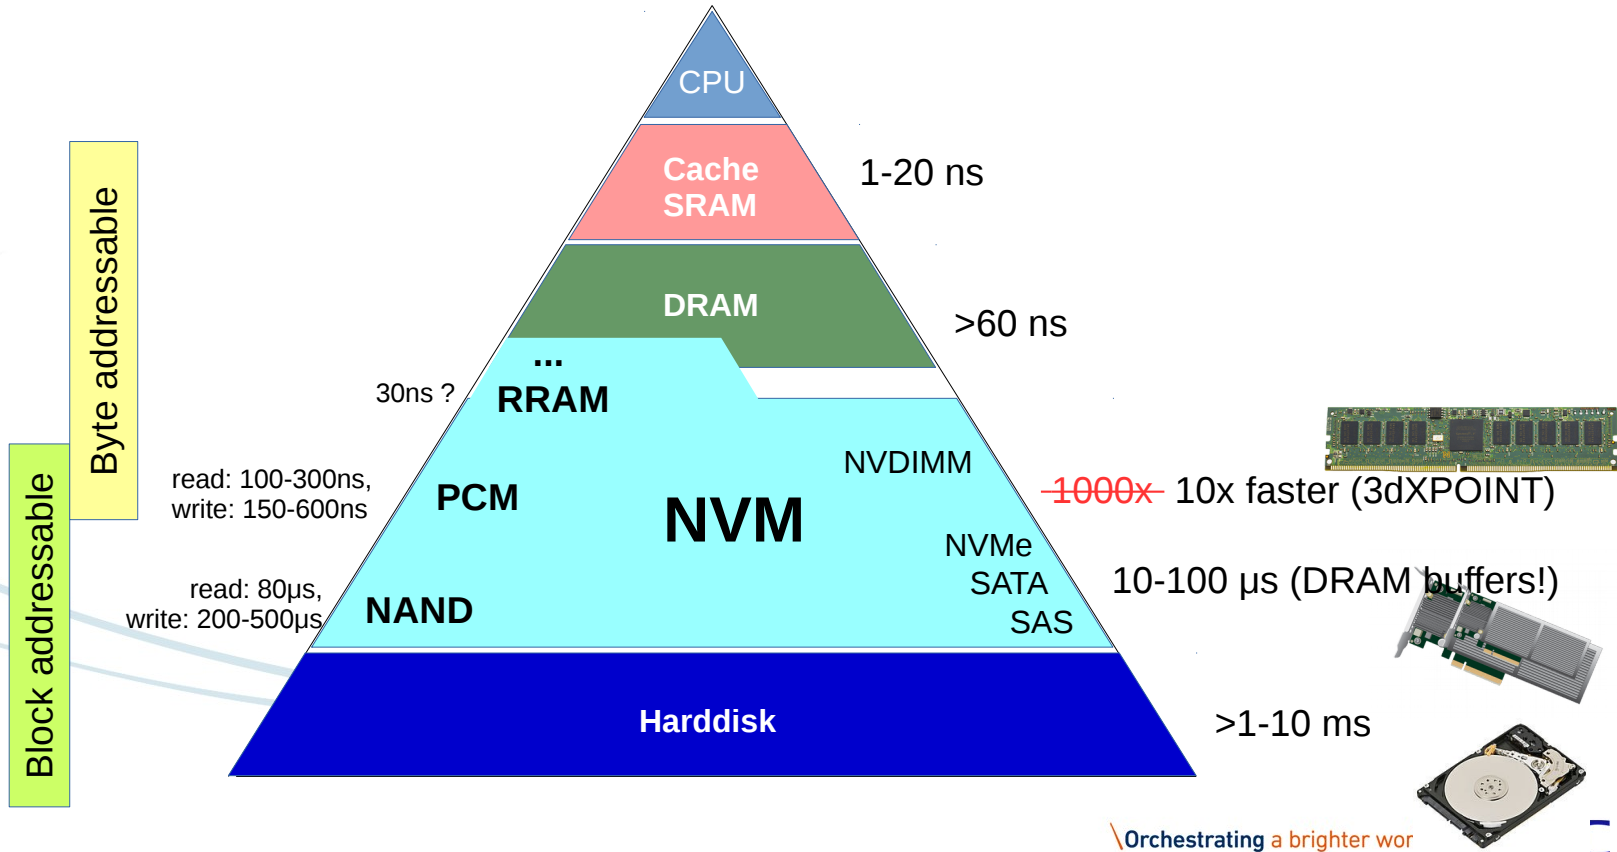 CPU
Cache
SRAM
1-20 ns
DRAM
>60 ns
Byte addressable
...
30ns ?
RRAM
NVDIMM
read: 100-300ns,
write: 150-600ns
PCM
NVM
1000x 10x faster (3dXPOINT)
NVMe
SATA
SAS
10-100 µs (DRAM buffers!)
read: 80µs,
write: 200-500µs
NAND
Block addressable
Harddisk
>1-10 ms
\Orchestrating a brighter wor